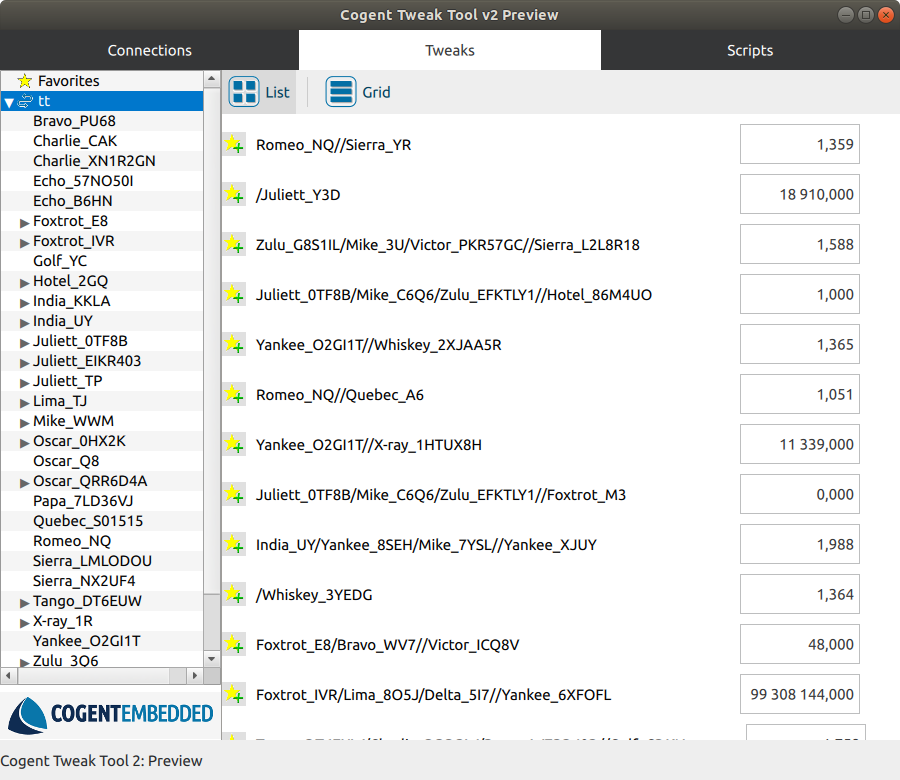 Cogent Tweak Tool v2 Preview
Connections
Tweaks
Scripts
Favorites
tt
Bravo_PU68
Charlie_CAK
Charlie_XN1R2GN
Echo_57NO50I
Echo_B6HN
Foxtrot_E8
Foxtrot_IVR
Golf_YC
Hotel_2GQ
India_KKLA
India_UY
Juliett_0TF8B
Juliett_EIKR403
Juliett_TP
Lima_TJ
Mike_WWM
Oscar_0HX2K
Oscar_Q8
Oscar_QRR6D4A
Papa_7LD36VJ
Quebec_S01515
Romeo_NQ
Sierra_LMLODOU
Sierra_NX2UF4
Tango_DT6EUW
X-ray_1R
Yankee_O2GI1T
Zulu_3Q6
COGENTEMBEDDED
List
Grid
Romeo_NQ//Sierra_YR 1,359
/Juliett_Y3D 18 910,000
Zulu_G8S1IL/Mike_3U/Victor_PKR57GC//Sierra_L2L8R18 1,588
Juliett_0TF8B/Mike_C6Q6/Zulu_EFKTLY1//Hotel_86M4UO 1,000
Yankee_O2GI1T//Whiskey_2XJAA5R 1,365
Romeo_NQ//Quebec_A6 1,051
Yankee_O2GI1T//X-ray_1HTUX8H 11 339,000
Juliett_0TF8B/Mike_C6Q6/Zulu_EFKTLY1//Foxtrot_M3 0,000
India_UY/Yankee_8SEH/Mike_7YSL//Yankee_XJUY 1,988
/Whiskey_3YEDG 1,364
Foxtrot_E8/Bravo_WV7//Victor_ICQ8V 48,000
Foxtrot_IVR/Lima_8O5J/Delta_5I7//Yankee_6XFOFL 99 308 144,000
Cogent Tweak Tool 2: Preview